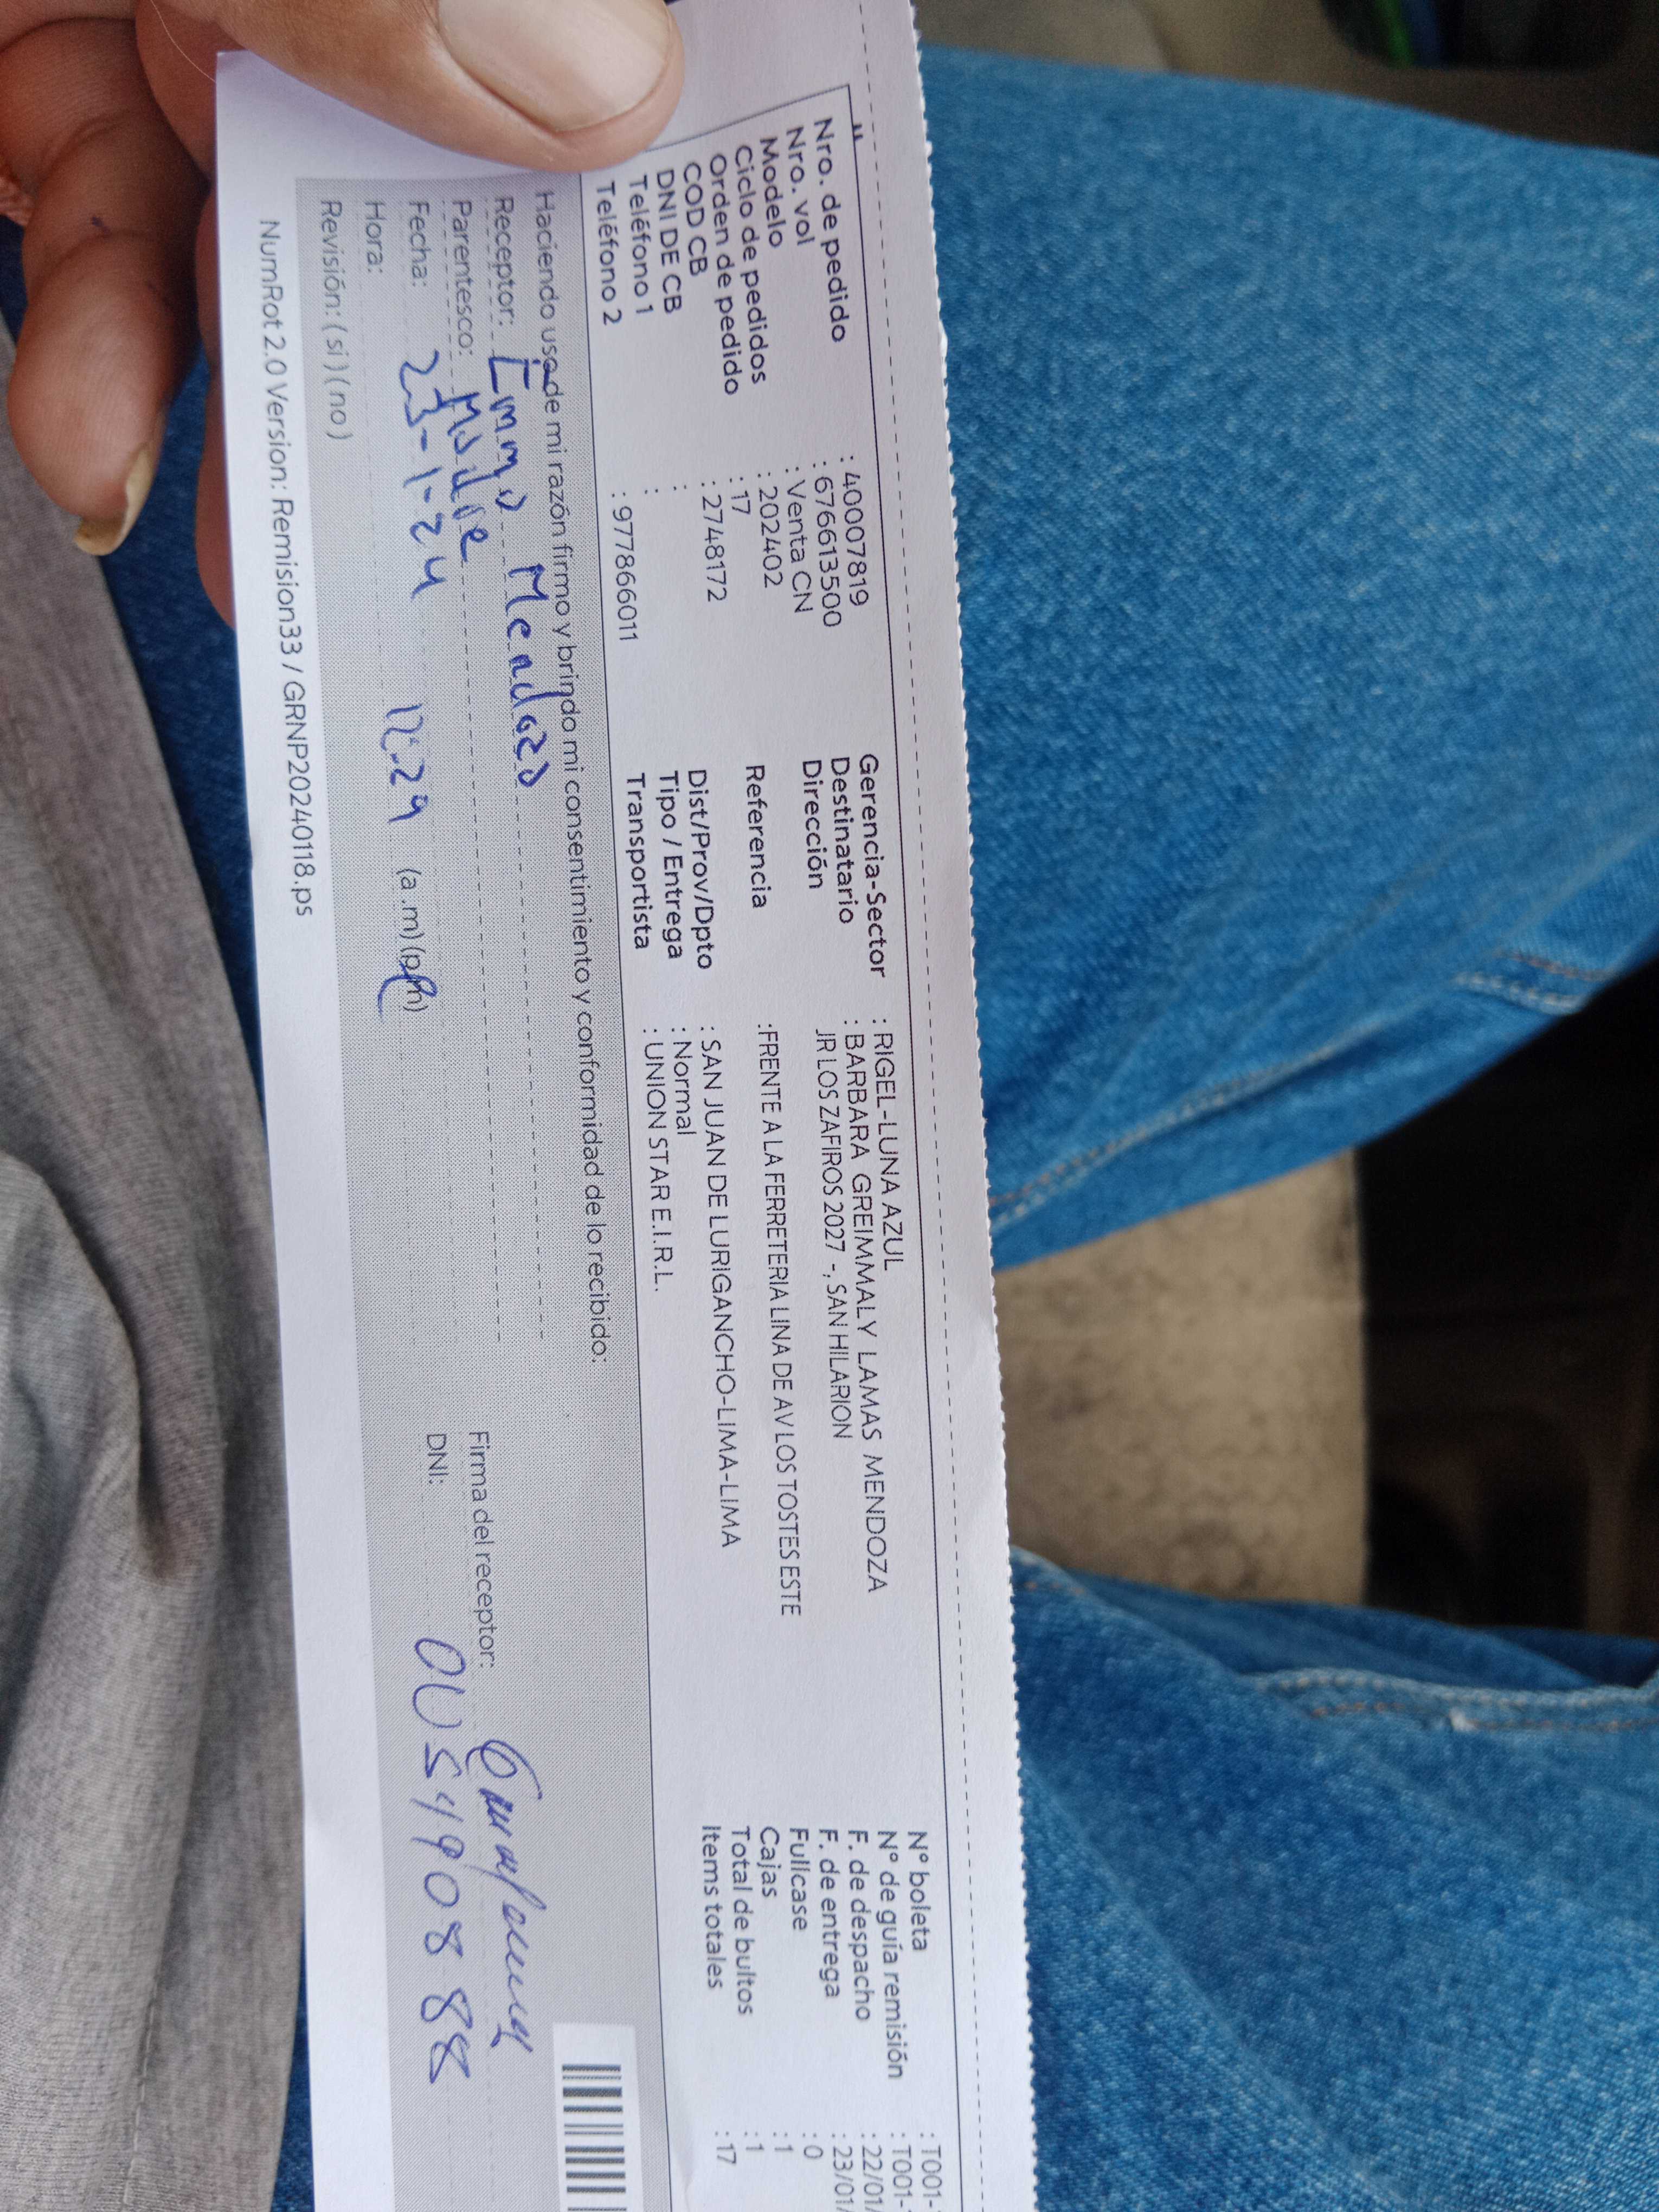 Nro. de pedido : 40007819
Nro. vol : 676613500
Modelo : Venta CN
Ciclo de pedidos : 202402
Orden de pedido : 17
COD CB : 2748172
DNI DE CB :
Teléfono 1 :
Teléfono 2 : 977866011
Gerencia-Sector : RIGEL-LUNA AZUL
Destinatario : BARBARA GREIMMALY LAMAS MENDOZA
Dirección JR LOS ZAFIROS 2027 -, SAN HILARION
Referencia :FRENTE A LA FERRETERIA LINA DE AV LOS TOSTES ESTE
Dist/Prov/Dpto : SAN JUAN DE LURIGANCHO-LIMA-LIMA
Tipo / Entrega : Normal
Transportista : UNION STAR E.I.R.L.
N° boleta : T001-
N° de guía remisión : T001-
F. de despacho : 22/01/
F. de entrega : 23/01/
Fullcase : 0
Cajas : 1
Total de bultos : 1
Items totales : 17
Haciendo uso de mi razón firmo y brindo mi consentimiento y conformidad de lo recibido:
Receptor: Emma Mendoza
Parentesco: Madre
Fecha: 23-1-24
Hora: 12:29 (a.m) (p.m)
Revisión: (si) (no)
Firma del receptor:
DNI:
NumRot 2.0 Version: Remision33 / GRNP20240118.ps